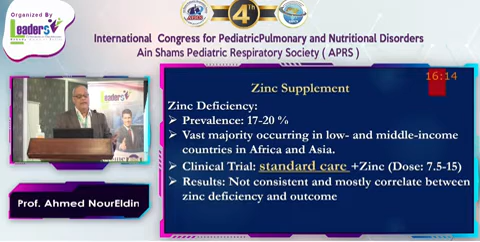 Organized By
Leaders
4TH
International Congress for PediatricPulmonary and Nutritional Disorders
Ain Shams Pediatric Respiratory Society ( APRS )
16:14
Zinc Supplement
Zinc Deficiency:
➢ Prevalence: 17-20 %
➢ Vast majority occurring in low- and middle-income
countries in Africa and Asia.
➢ Clinical Trial: standard care +Zinc (Dose: 7.5-15)
➢ Results: Not consistent and mostly correlate between
zinc deficiency and outcome
Leaders
Prof. Ahmed NourEldin